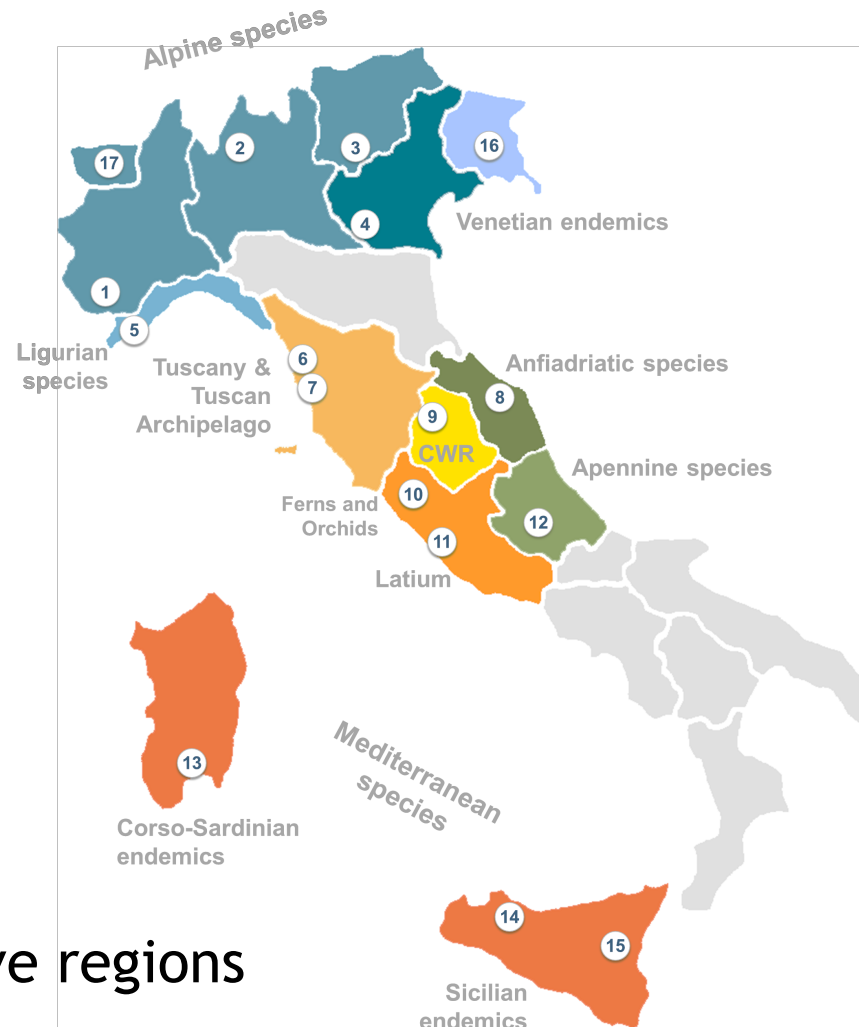 Alpine species
2
3
16
17
4
Venetian endemics
1
5
Ligurian
species
Tuscany &
Tuscan
Archipelago
6
7
Anfiadriatic species
8
9
CWR
Apennine species
10
Ferns and
Orchids
12
11
Latium
Mediterranean
species
13
Corso-Sardinian
endemics
14
15
regions
Sicilian
endemics